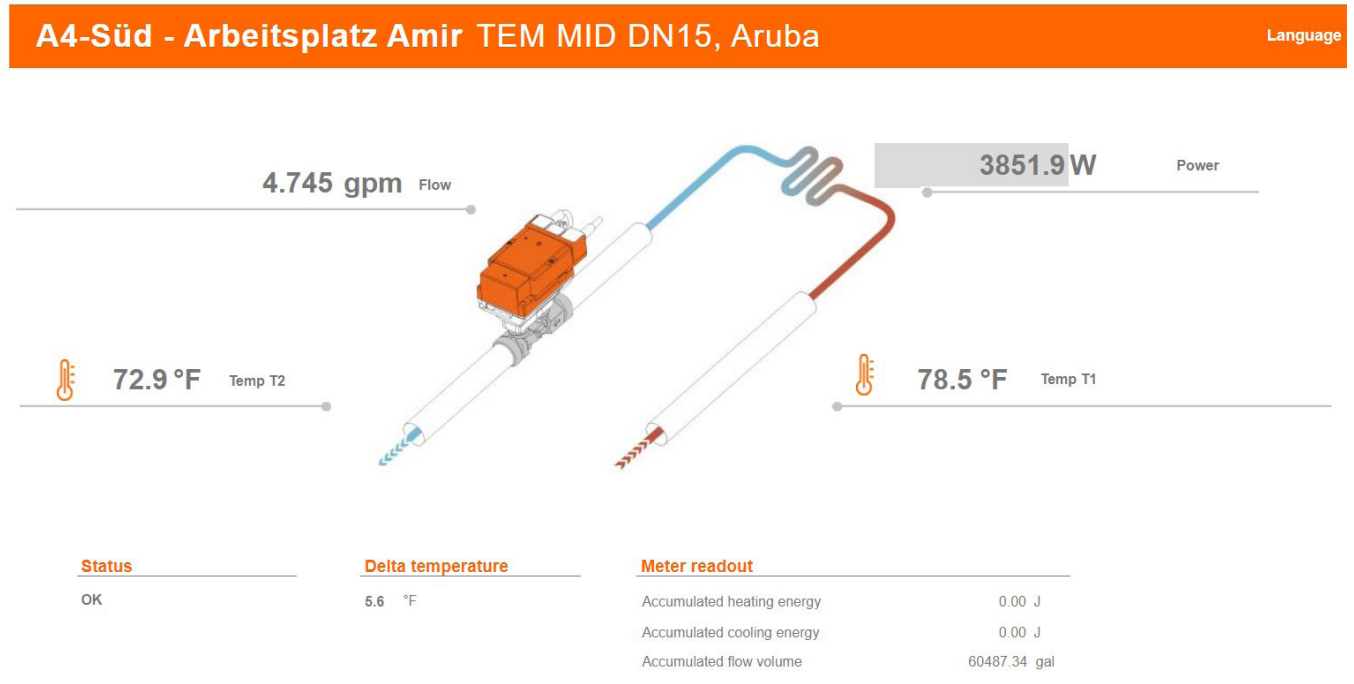 A4-Süd - Arbeitsplatz Amir TEM MID DN15, Aruba
Language
4.745 gpm Flow
3851.9 W Power
72.9 °F Temp T2
78.5 °F Temp T1
Status
OK
Delta temperature
5.6 °F
Meter readout
Accumulated heating energy 0.00 J
Accumulated cooling energy 0.00 J
Accumulated flow volume 60487.34 gal